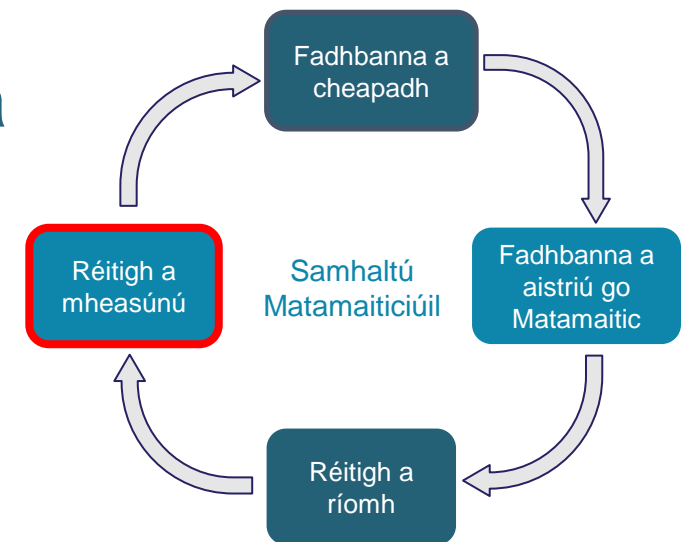 Fadhbanna a
cheapadh
Fadhbanna a
aistriú go
Matamaitic
Samhaltú
Matamaiticiúil
Réitigh a
mheasúnú
Réitigh a
ríomh